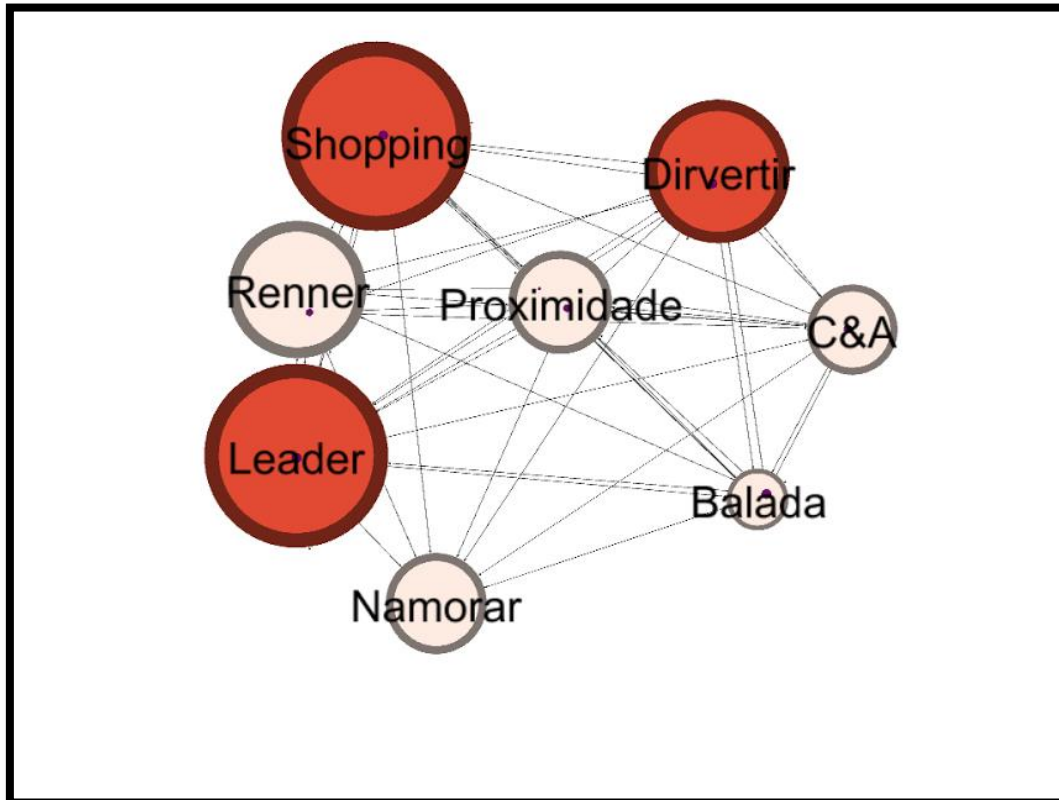 Shopping
Dirvertir
Renner
Proximidade
C&A
Leader
Balada
Namorar